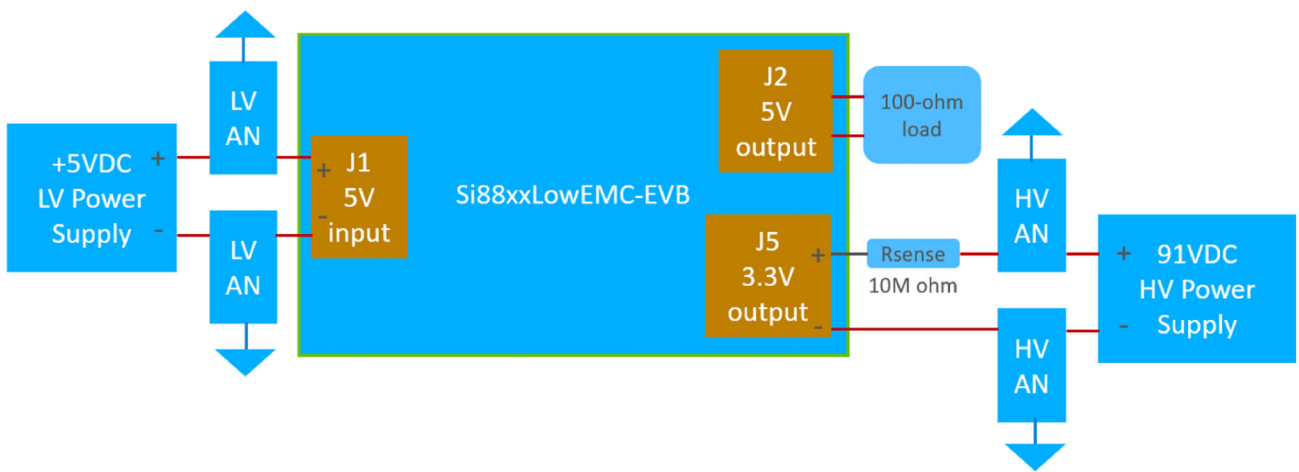 +5VDC
LV Power
Supply
+
-
LV
AN
LV
AN
J1
5V
input
+
-
Si88xxLowEMC-EVB
J2
5V
output
100-ohm
load
J5
3.3V
output
+
-
Rsense
10M ohm
HV
AN
HV
AN
+
-
91VDC
HV Power
Supply